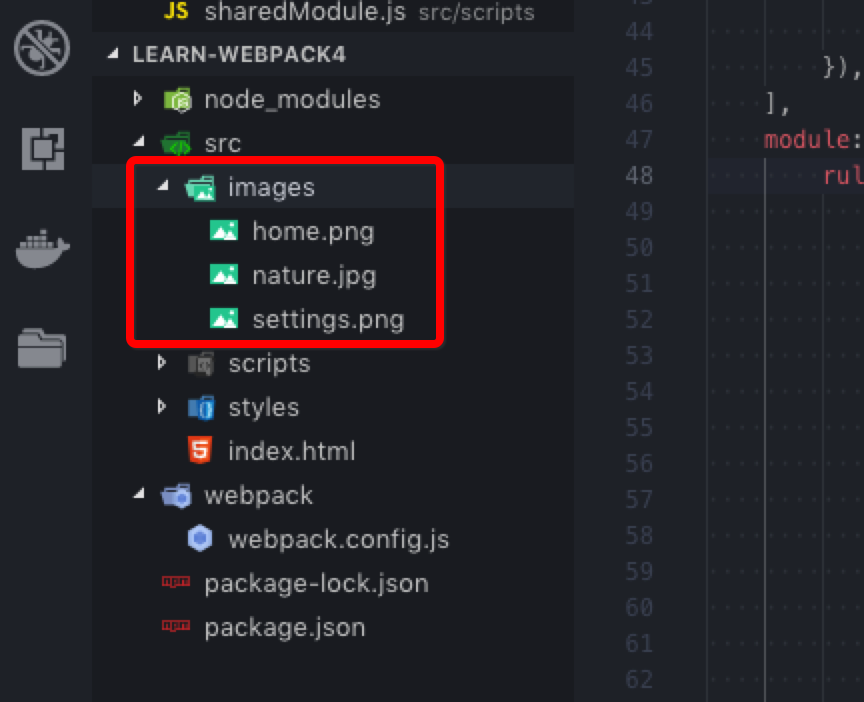 JS sharedModule.js src/scripts
LEARN-WEBPACK4
node_modules
src
images
home.png
nature.jpg
settings.png
scripts
styles
index.html
webpack
webpack.config.js
package-lock.json
package.json
44
45 }),
46 ],
47 module:
48 rul
49
50
51
52
53
54
55
56
57
58
59
60
61
62